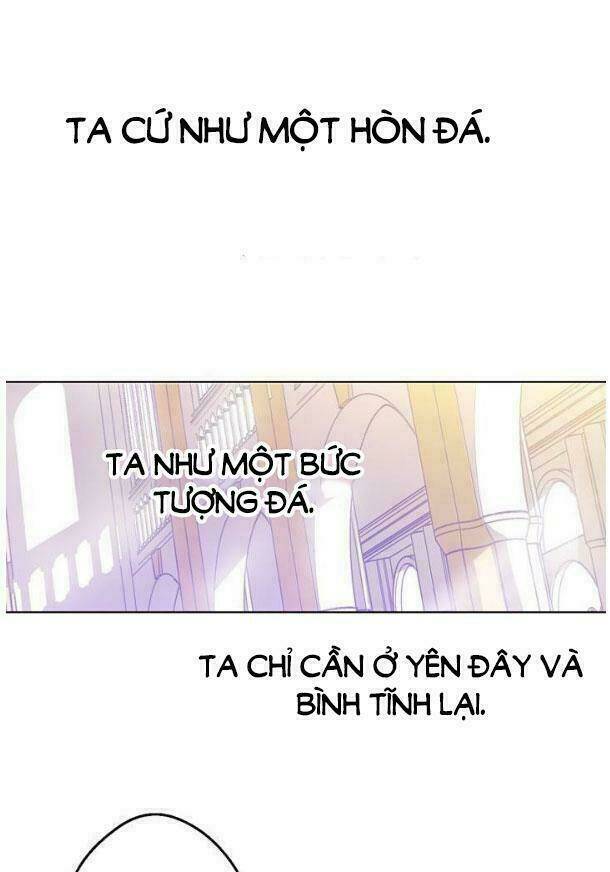 TA CỨ NHƯ MỘT HÒN ĐÁ.
TA NHƯ MỘT BỨC
TƯỢNG ĐÁ.
TA CHỈ CẦN Ở YÊN ĐÂY VÀ
BÌNH TĨNH LẠI.